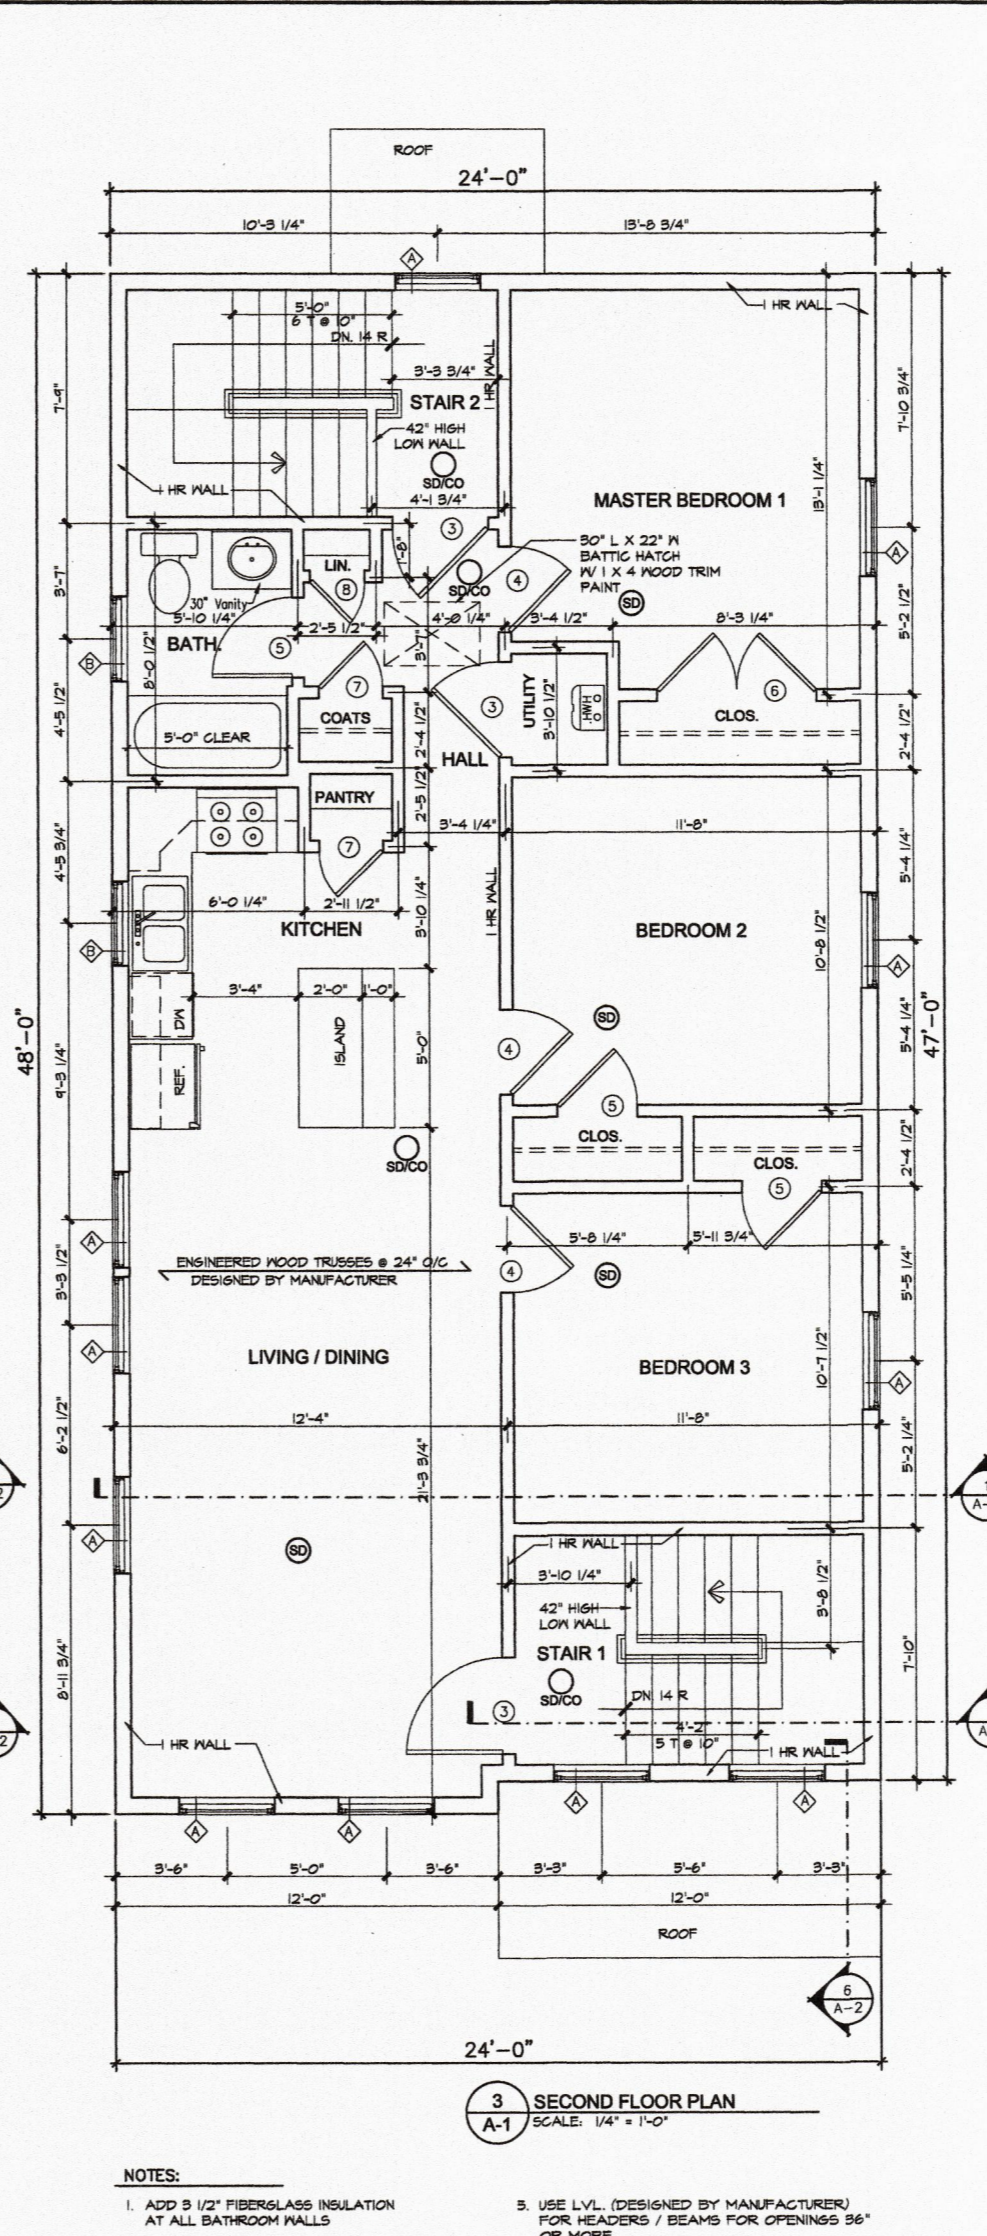 ROOF
24'-0"
10'-3 1/4"
13'-8 3/4"
A
5'-0"
6 T @ 10"
DN. 14 R
1 HR WALL
3'-3 3/4"
1 HR WALL
STAIR 2
42" HIGH
LOW WALL
SD/CO
4'-1 3/4"
1 HR WALL
7'-9"
7'-10 3/4"
13'-1 1/4"
MASTER BEDROOM 1
3
30" L X 22" W
BATTIC HATCH
W/ 1 X 4 WOOD TRIM
PAINT
A
1'-8"
LIN.
8
SD/CO
4
SD
3'-7"
30" Vanity
5'-10 1/4"
2'-5 1/2"
4'-0 1/4"
3'-4 1/2"
8'-3 1/4"
5'-2 1/2"
BATH.
5
3'-7"
B
8'-0 1/2"
7
3
UTILITY
3'-10 1/2"
HWH
6
CLOS.
COATS
4'-5 1/2"
5'-0" CLEAR
2'-4 1/2"
HALL
2'-4 1/2"
PANTRY
2'-5 1/2"
3'-4 1/4"
11'-8"
7
4'-5 3/4"
5'-4 1/4"
6'-0 1/4"
2'-11 1/2"
3'-10 1/4"
1 HR WALL
KITCHEN
BEDROOM 2
10'-8 1/2"
B
A
3'-4"
2'-0"
1'-0"
SD
DW
ISLAND
5'-0"
4
5'-4 1/4"
48'-0"
47'-0"
REF.
9'-3 1/4"
5
CLOS.
SD/CO
CLOS.
2'-4 1/2"
5
A
5'-8 1/4"
5'-11 3/4"
ENGINEERED WOOD TRUSSES @ 24" O/C
DESIGNED BY MANUFACTURER
4
SD
3'-3 1/2"
5'-5 1/4"
A
LIVING / DINING
BEDROOM 3
10'-7 1/2"
A
12'-4"
11'-8"
6'-2 1/2"
5'-2 1/4"
21'-3 3/4"
A
SD
1 HR WALL
3'-10 1/4"
3'-8 1/2"
42" HIGH
LOW WALL
STAIR 1
7'-10"
SD/CO
DN. 14 R
8'-11 3/4"
3
4'-2"
5 T @ 10"
1 HR WALL
1 HR WALL
A
A
A
A
3'-6"
5'-0"
3'-6"
3'-3"
5'-6"
3'-3"
12'-0"
12'-0"
ROOF
6
A-2
24'-0"
3
A-1
SECOND FLOOR PLAN
SCALE: 1/4" = 1'-0"
NOTES:
1. ADD 3 1/2" FIBERGLASS INSULATION
AT ALL BATHROOM WALLS
3. USE LVL. (DESIGNED BY MANUFACTURER)
FOR HEADERS / BEAMS FOR OPENINGS 36"
OR MORE